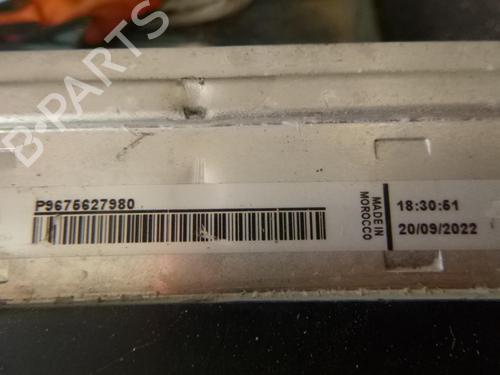 B-PARTS
P9675627980
MADE IN
MOROCCO
18:30:51
20/09/2022